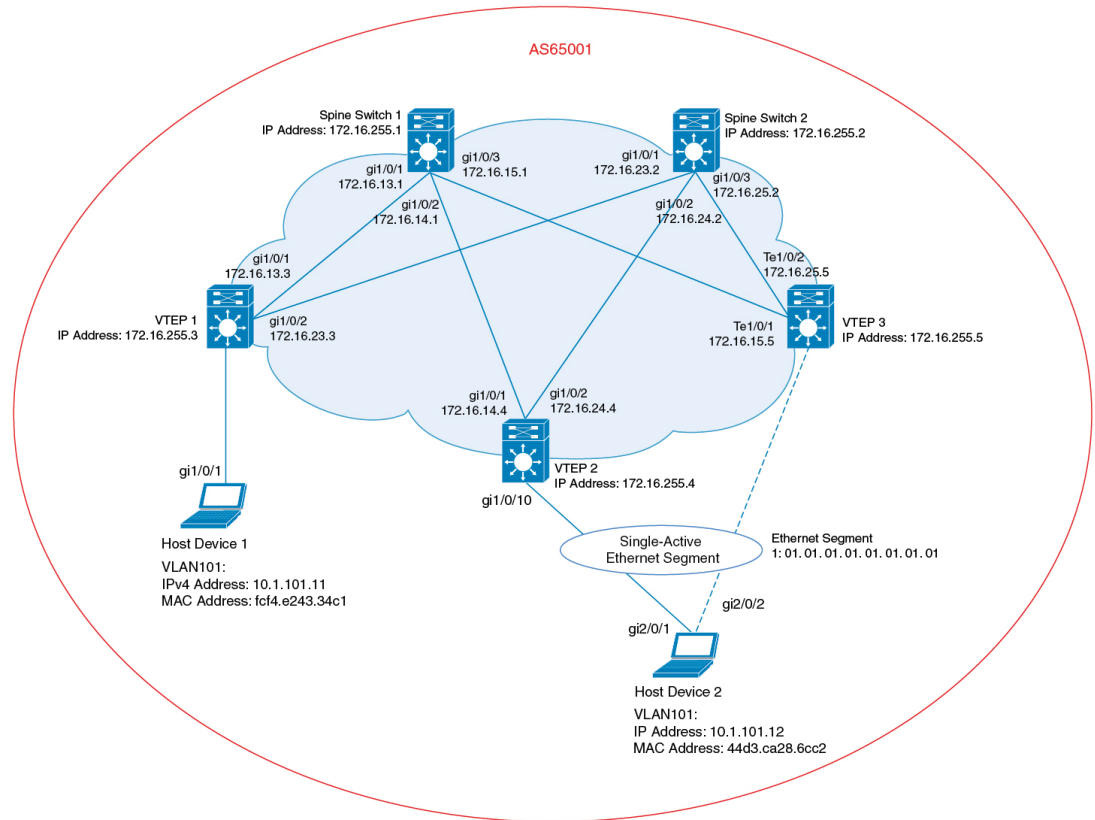 AS65001
Spine Switch 1
IP Address: 172.16.255.1
Spine Switch 2
IP Address: 172.16.255.2
gi1/0/3
172.16.15.1
gi1/0/1
172.16.13.1
gi1/0/2
172.16.14.1
gi1/0/1
172.16.23.2
gi1/0/3
172.16.25.2
gi1/0/2
172.16.24.2
gi1/0/1
172.16.13.3
Te1/0/2
172.16.25.5
VTEP 1
IP Address: 172.16.255.3
gi1/0/2
172.16.23.3
Te1/0/1
172.16.15.5
VTEP 3
IP Address: 172.16.255.5
gi1/0/1
172.16.14.4
gi1/0/2
172.16.24.4
VTEP 2
IP Address: 172.16.255.4
gi1/0/1
gi1/0/10
Host Device 1
VLAN101:
IPv4 Address: 10.1.101.11
MAC Address: fcf4.e243.34c1
Single-Active
Ethernet Segment
Ethernet Segment
1: 01.01.01.01.01.01.01.01.01
gi2/0/2
gi2/0/1
Host Device 2
VLAN101:
IP Address: 10.1.101.12
MAC Address: 44d3.ca28.6cc2